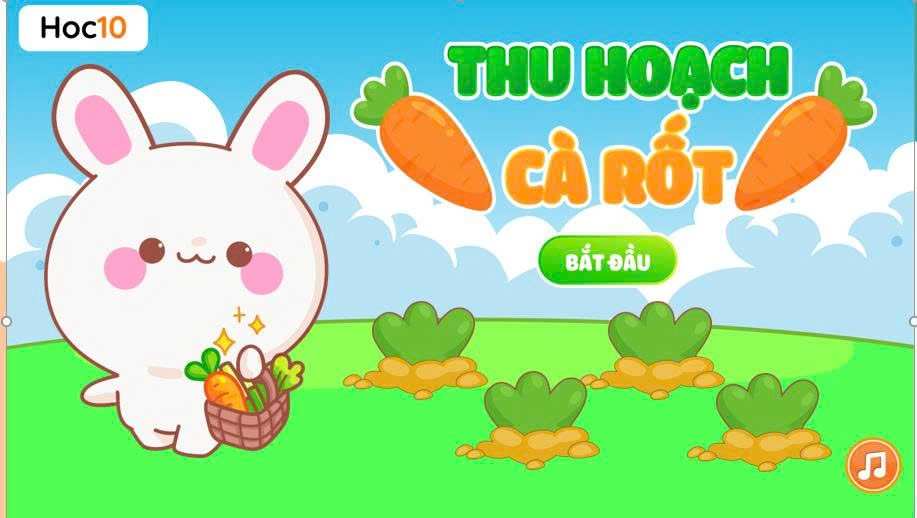 Hoc10
THU HOẠCH
CÀ RỐT
BẮT ĐẦU